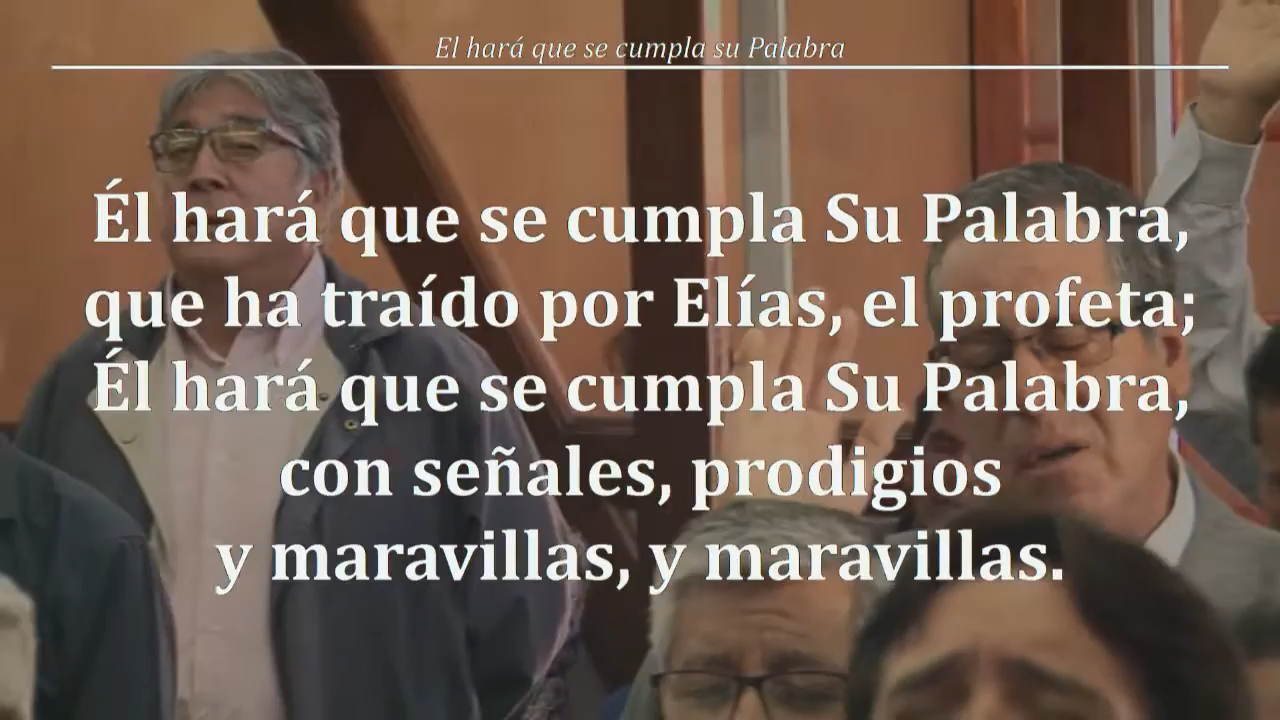 El hará que se cumpla su Palabra
Él hará que se cumpla Su Palabra,
que ha traído por Elías, el profeta;
Él hará que se cumpla Su Palabra,
con señales, prodigios
y maravillas, y maravillas.